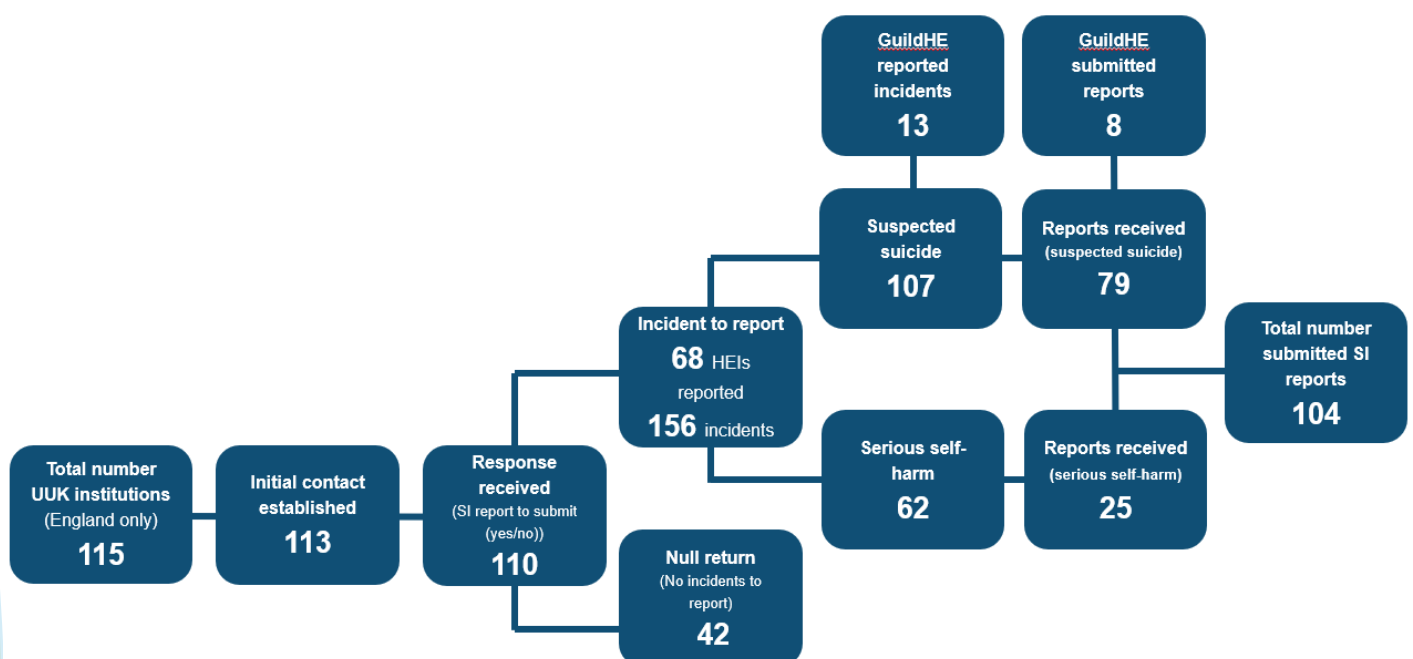 Total number
UUK institutions
(England only)
115
Initial contact
established
113
Response
received
(SI report to submit
(yes/no))
110
Incident to report
68 HEIs
reported
156 incidents
Null return
(No incidents to
report)
42
GuildHE
reported
incidents
13
Suspected
suicide
107
Serious self-
harm
62
GuildHE
submitted
reports
8
Reports received
(suspected suicide)
79
Reports received
(serious self-harm)
25
Total number
submitted SI
reports
104